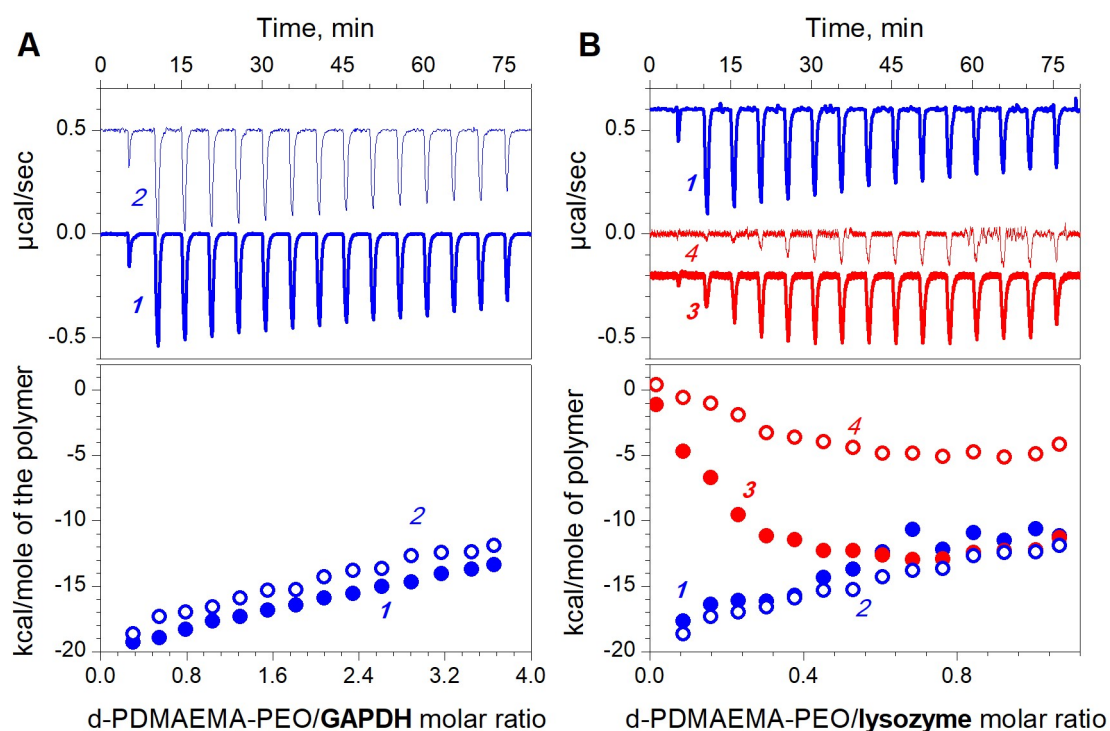 A
Time, min
0 15 30 45 60 75
0.5
0.0
-0.5
µcal/sec
2
1
0
-5
-10
-15
-20
kcal/mole of the polymer
2
1
0.0 0.8 1.6 2.4 3.2 4.0
d-PDMAEMA-PEO/GAPDH molar ratio
B
Time, min
0 15 30 45 60 75
0.5
0.0
-0.5
µcal/sec
1
4
3
0
-5
-10
-15
-20
kcal/mole of polymer
4
3
1
2
0.0 0.4 0.8
d-PDMAEMA-PEO/lysozyme molar ratio